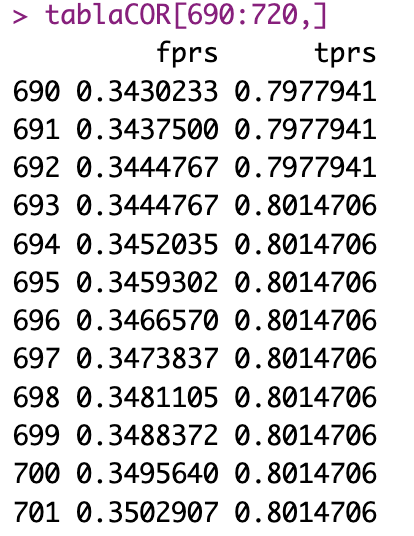 > tablaCOR[690:720,]
fprs tprs
690 0.3430233 0.7977941
691 0.3437500 0.7977941
692 0.3444767 0.7977941
693 0.3444767 0.8014706
694 0.3452035 0.8014706
695 0.3459302 0.8014706
696 0.3466570 0.8014706
697 0.3473837 0.8014706
698 0.3481105 0.8014706
699 0.3488372 0.8014706
700 0.3495640 0.8014706
701 0.3502907 0.8014706